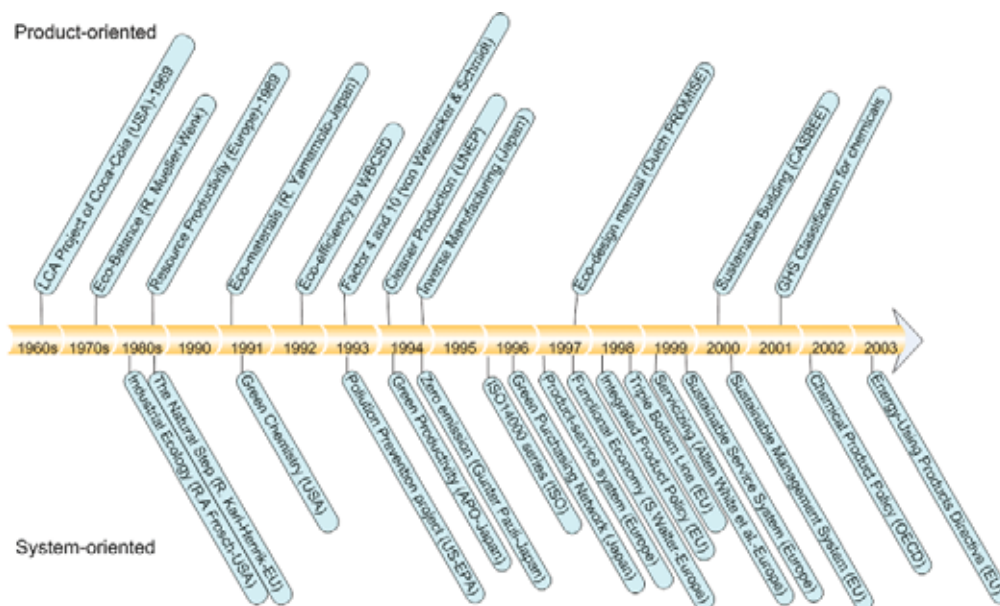 Product-oriented
LCA Project of Coca-Cola (USA)-1969
Eco-Balance (R. Mueller-Wenk)
Resource Productivity (Europe)-1989
Eco-materials (R. Yamamoto-Japan)
Eco-efficiency by WBCSD
Factor 4 and 10 (von Weizacker & Schmidt)
Cleaner Production (UNEP)
Inverse Manufacturing (Japan)
Eco-design manual (Dutch PROMISE)
Sustainable Building (CASBEE)
GHS Classification for chemicals
1960s 1970s 1980s 1990 1991 1992 1993 1994 1995 1996 1997 1998 1999 2000 2001 2002 2003
Industrial Ecology (R.A Frosch-USA)
The Natural Step (R. Karl-Henrik-EU)
Green Chemistry (USA)
Pollution Prevention project (US-EPA)
Green Productivity (APO-Japan)
Zero emission (Gunter Pauli-Japan)
ISO14000 series (ISO)
Green Purchasing Network (Japan)
Product-service system (Europe)
Functional Economy (S.Walter-Europe)
Integrated Product Policy (EU)
Triple Bottom Line (EU)
Servicizing (Allen White et al.-Europe)
Sustainable Service System (Europe)
Sustainable Management System (EU)
Chemical Product Policy (OECD)
Energy-Using Products Directive (EU)
System-oriented